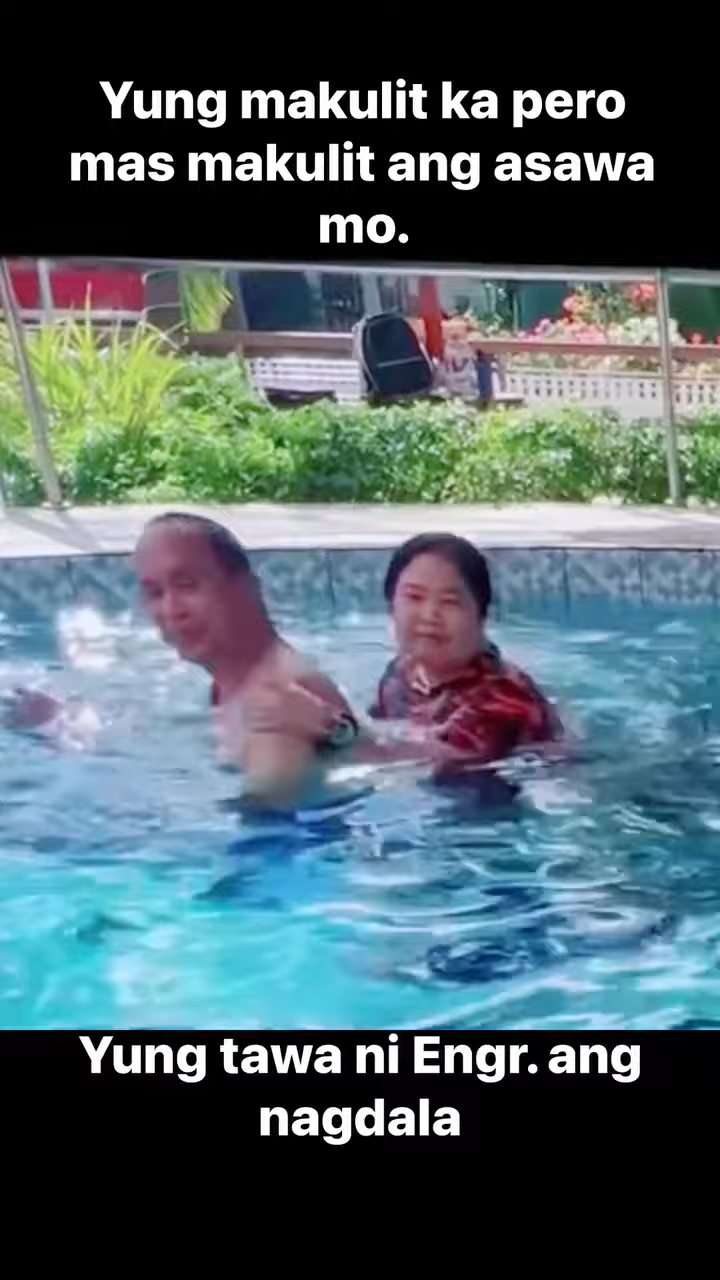 Yung makulit ka pero
mas makulit ang asawa
mo.
Yung tawa ni Engr. ang
nagdala